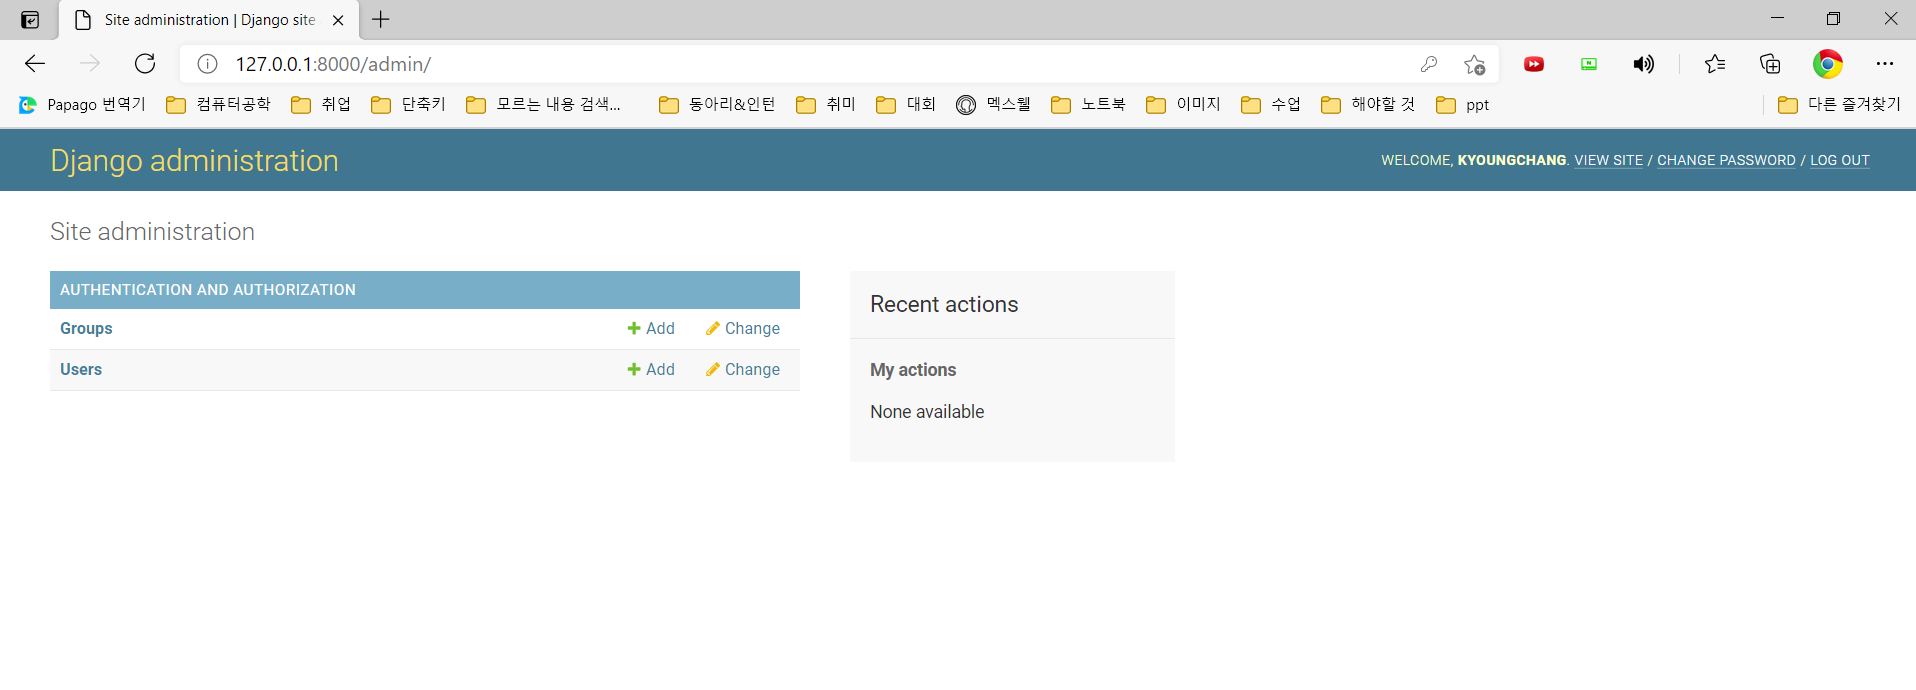 Site administration | Django site
127.0.0.1:8000/admin/
Papago 번역기 컴퓨터공학 취업 단축키 모르는 내용 검색... 동아리&인턴 취미 대회 멕스웰 노트북 이미지 수업 해야할 것 ppt 다른 즐겨찾기
Django administration
WELCOME, KYOUNGCHANG. VIEW SITE / CHANGE PASSWORD / LOG OUT
Site administration
AUTHENTICATION AND AUTHORIZATION
Groups Add Change
Users Add Change
Recent actions
My actions
None available